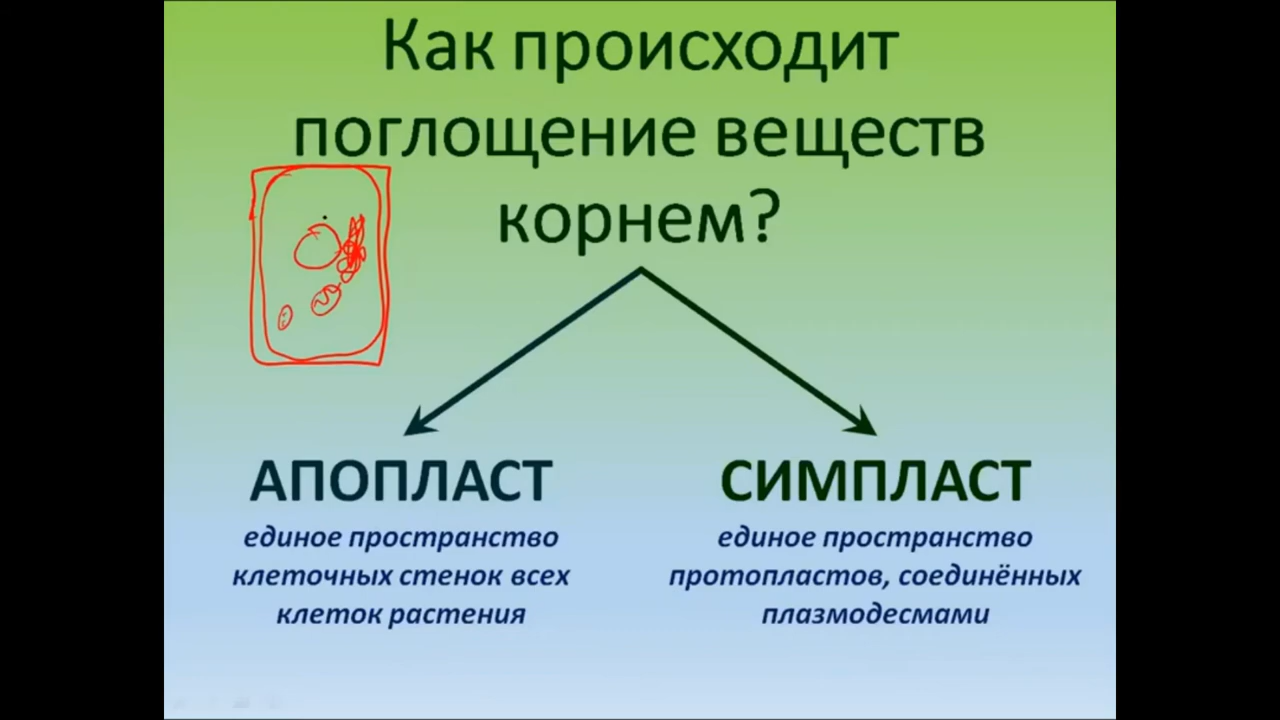 Как происходит
поглощение веществ
корнем?
АПОПЛАСТ
единое пространство
клеточных стенок всех
клеток растения
СИМПЛАСТ
единое пространство
протопластов, соединённых
плазмодесмами